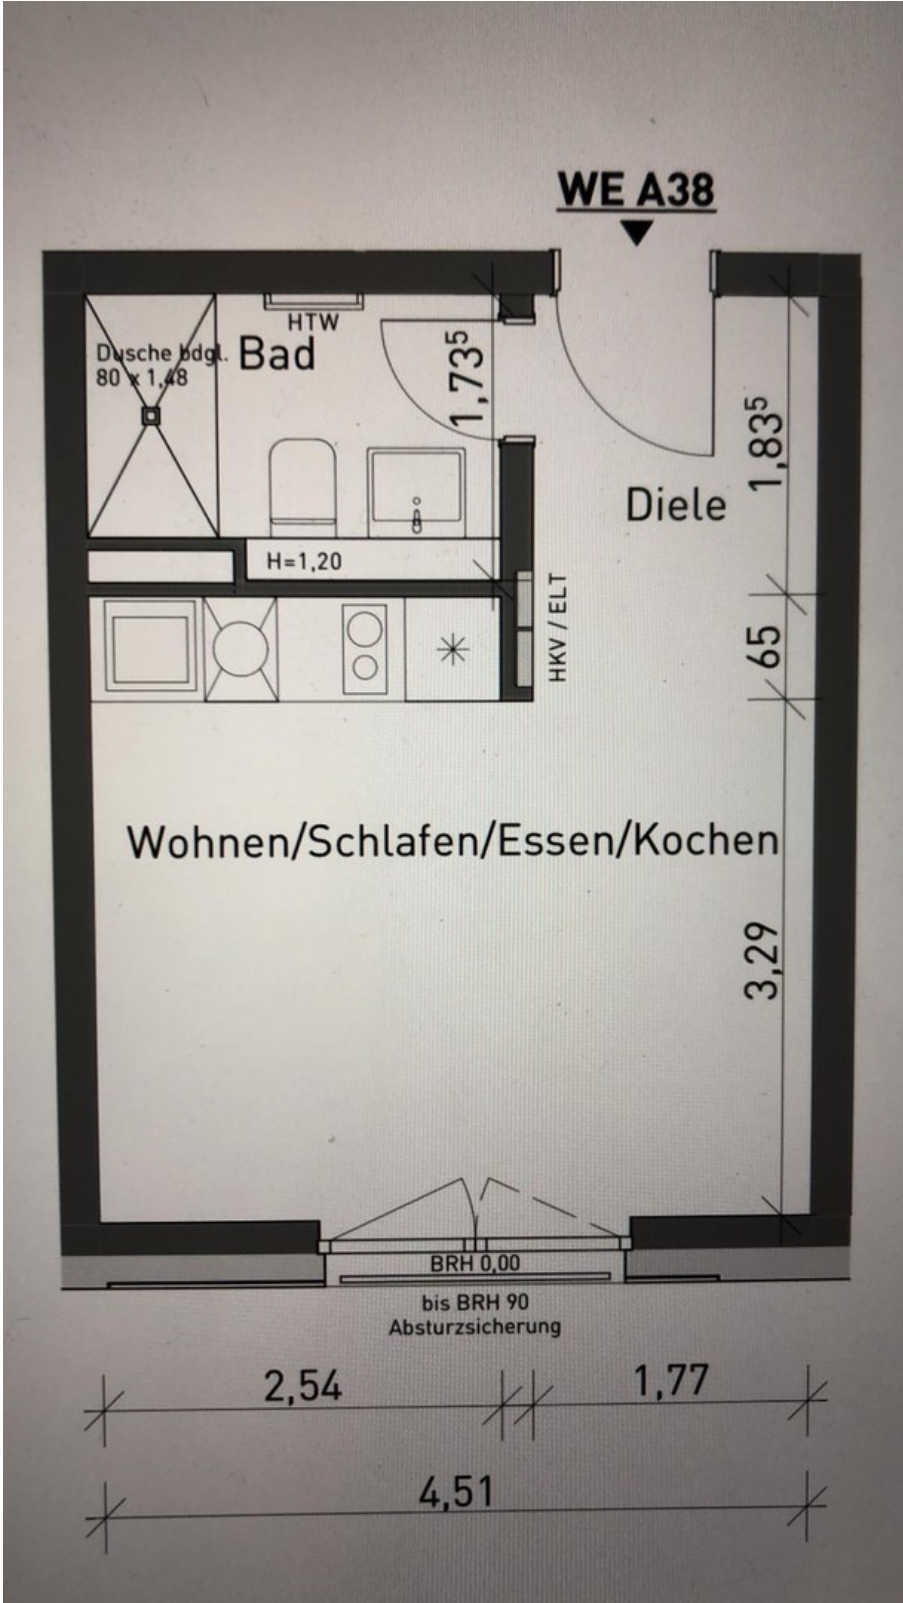 WE A38
HTW
Dusche bdgl.
80 x 1,48
Bad
1,73⁵
1,83⁵
Diele
H=1,20
HKV / ELT
65
Wohnen/Schlafen/Essen/Kochen
3,29
BRH 0,00
bis BRH 90
Absturzsicherung
2,54
1,77
4,51